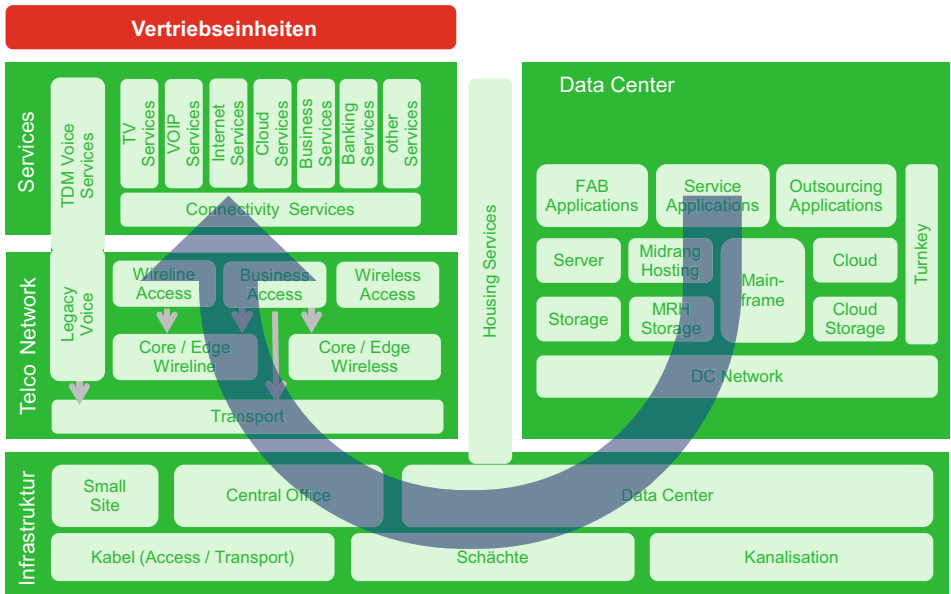 Vertriebseinheiten
Services
TDM Voice
Services
TV
Services
VOIP
Services
Internet
Services
Cloud
Services
Business
Services
Banking
Services
other
Services
Connectivity Services
Telco Network
Legacy
Voice
Wireline
Access
Business
Access
Wireless
Access
Core / Edge
Wireline
Core / Edge
Wireless
Transport
Housing Services
Data Center
FAB
Applications
Service
Applications
Outsourcing
Applications
Turnkey
Server
Midrang
Hosting
Main-
frame
Cloud
Storage
MRH
Storage
Cloud
Storage
DC Network
Infrastruktur
Small
Site
Central Office
Data Center
Kabel (Access / Transport)
Schächte
Kanalisation